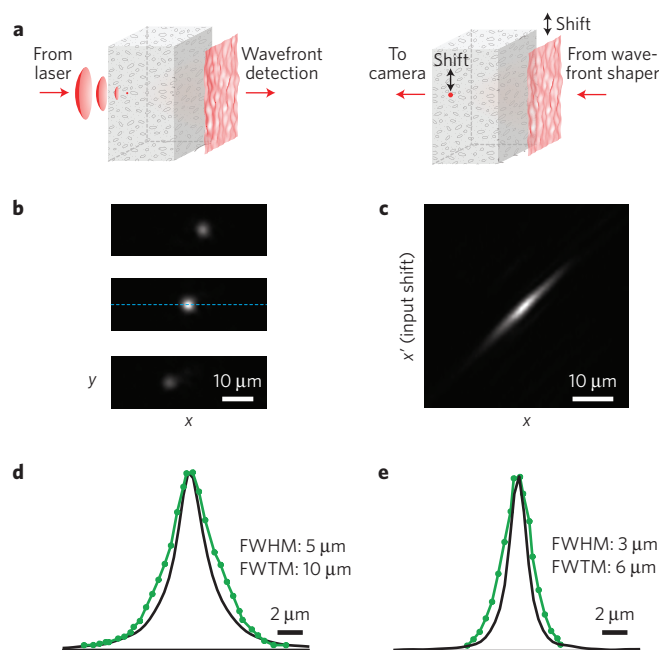 a
From
laser
Wavefront
detection
To
camera
Shift
Shift
From wave-
front shaper
b
c
y
10 μm
x
x′ (input shift)
10 μm
x
d
e
FWHM: 5 μm
FWTM: 10 μm
2 μm
FWHM: 3 μm
FWTM: 6 μm
2 μm